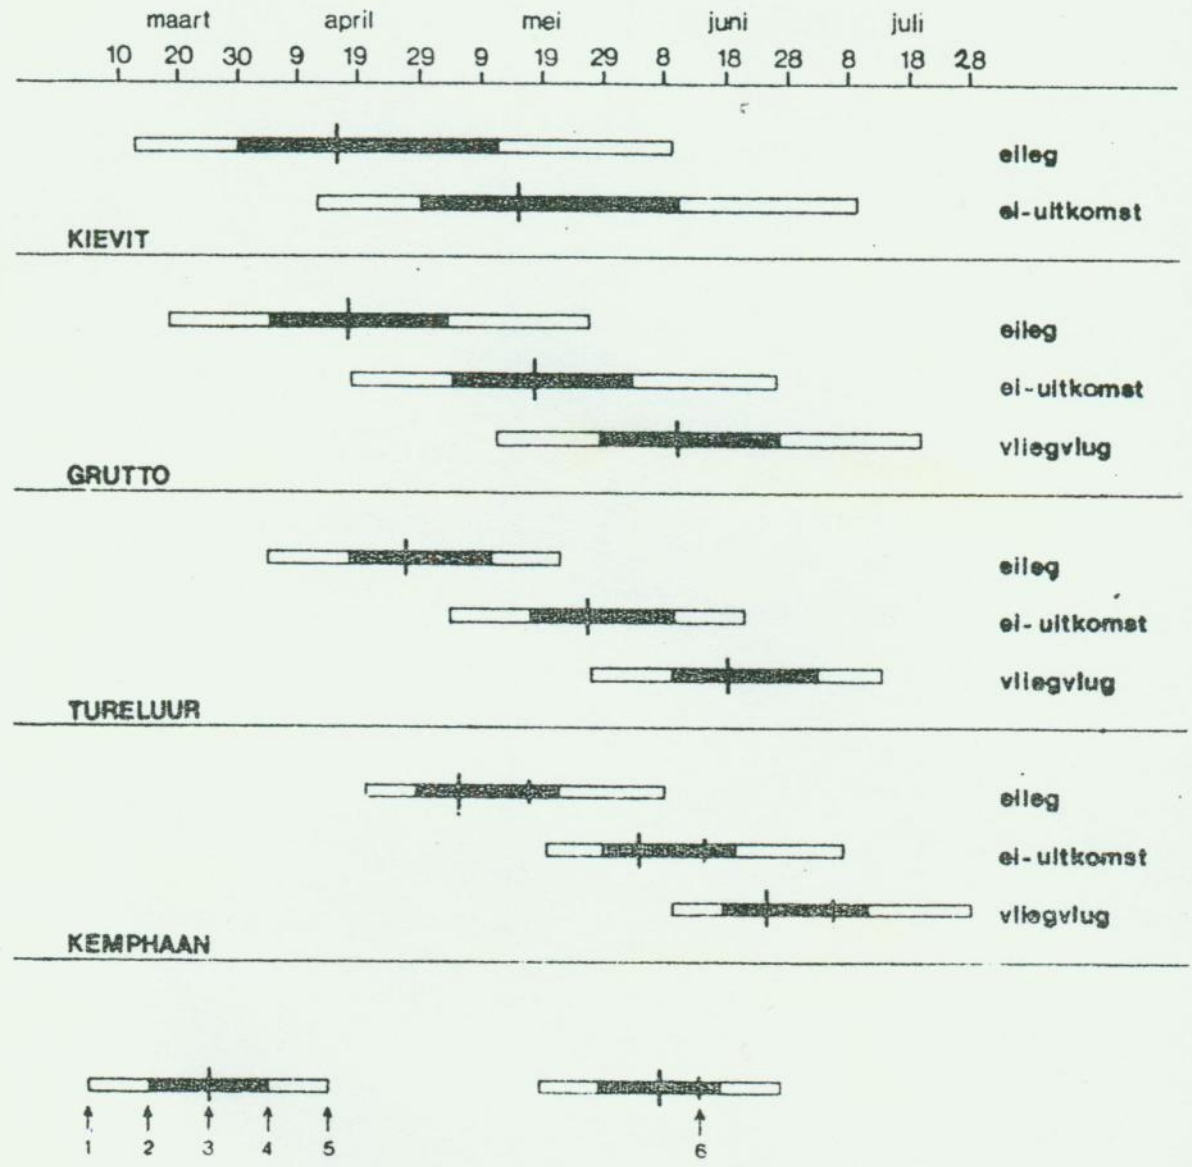 maart april mei juni juli
10 20 30 9 19 29 9 19 29 8 18 28 8 18 28
eileg
ei-uitkomst
KIEVIT
eileg
ei-uitkomst
vliegvlug
GRUTTO
eileg
ei-uitkomst
vliegvlug
TURELUUR
eileg
ei-uitkomst
vliegvlug
KEMPHAAN
1 2 3 4 5 6